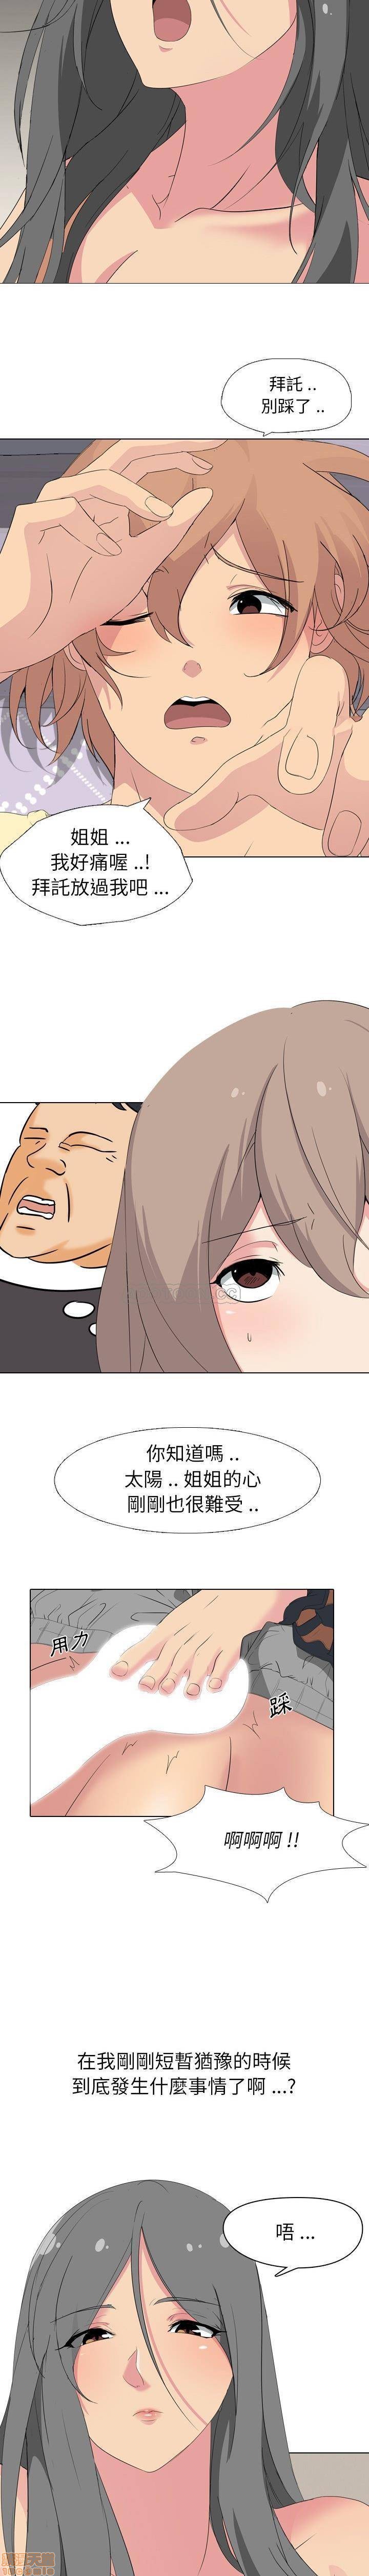 拜託 ..
別踩了 ..
姐姐 ...
我好痛喔 ..!
拜託放過我吧 ...
你知道嗎 ..
太陽 .. 姐姐的心
剛剛也很難受 ..
用力
踩
啊啊啊 !!
在我剛剛短暫猶豫的時候
到底發生什麼事情了啊 ...?
唔 ...